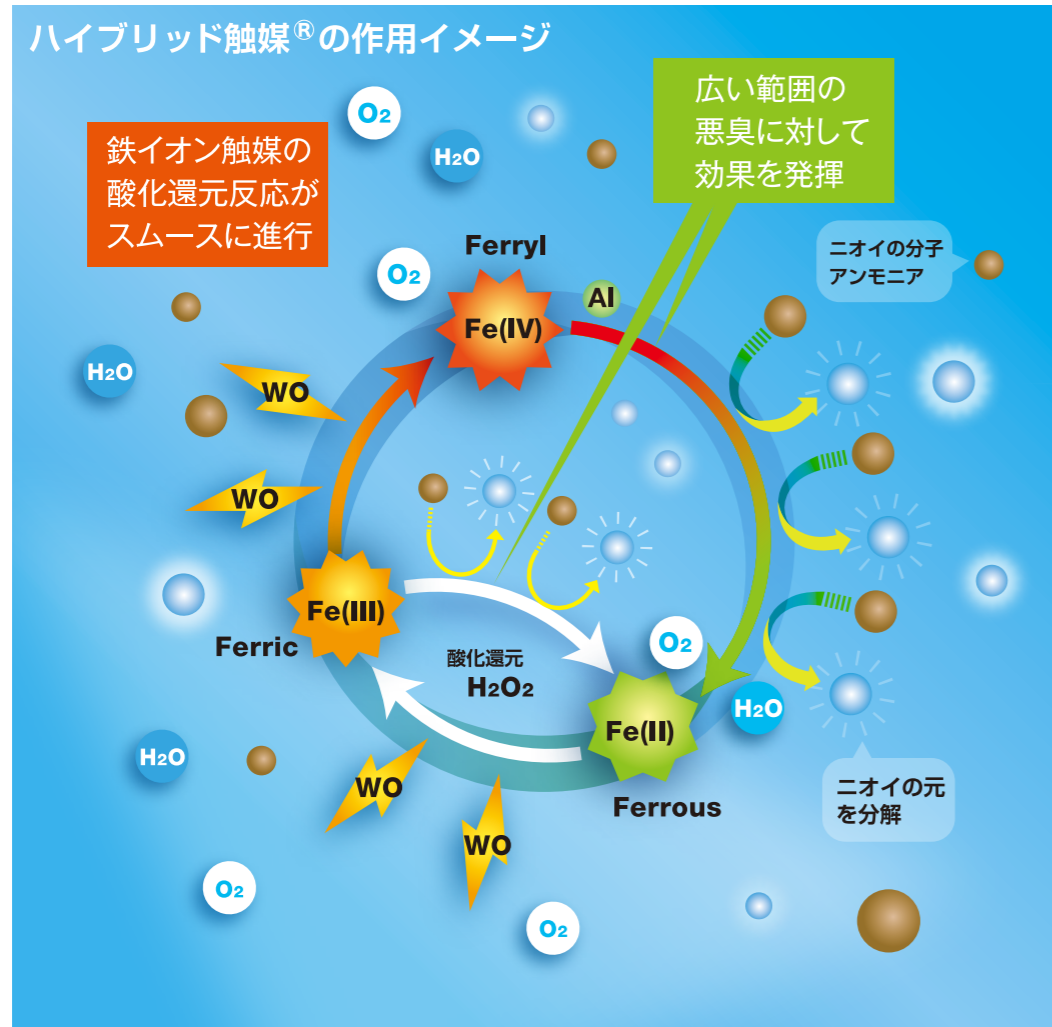 ハイブリッド触媒®の作用イメージ
鉄イオン触媒の
酸化還元反応が
スムースに進行
広い範囲の
悪臭に対して
効果を発揮
O2
H2O
O2
Ferryl
Fe(IV)
Al
ニオイの分子
アンモニア
H2O
WO
WO
Fe(III)
Ferric
酸化還元
H2O2
O2
H2O
Fe(II)
Ferrous
H2O
WO
WO
ニオイの元
を分解
O2
O2